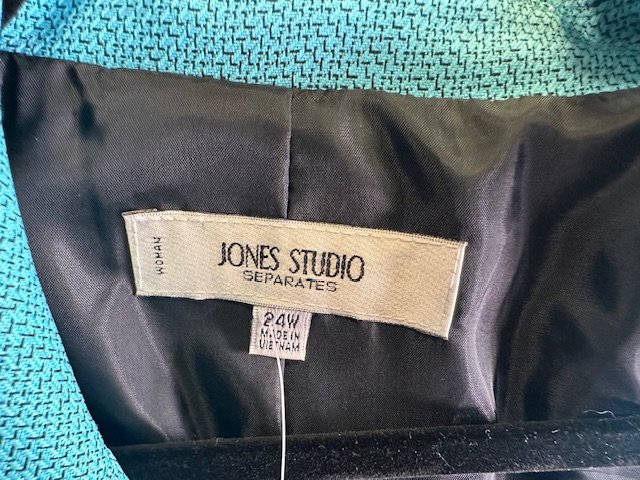 WOMAN
JONES STUDIO
SEPARATES
24W
MADE IN
VIETNAM